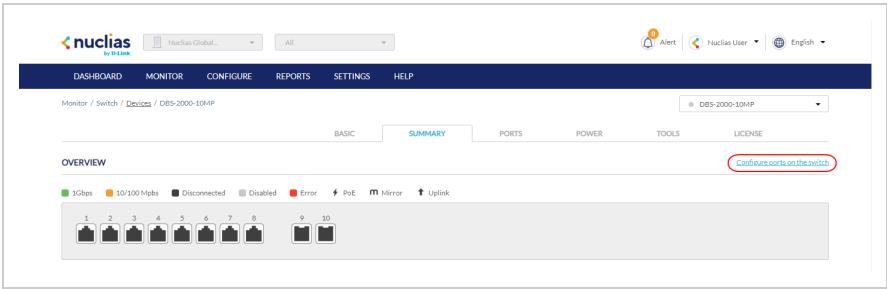 nuclias
by D-Link
Nuclias Global...
All
9
Alert
Nuclias User
English
DASHBOARD MONITOR CONFIGURE REPORTS SETTINGS HELP
Monitor / Switch / Devices / DBS-2000-10MP
DBS-2000-10MP
BASIC SUMMARY PORTS POWER TOOLS LICENSE
OVERVIEW
Configure ports on the switch
1Gbps 10/100 Mpbs Disconnected Disabled Error PoE m Mirror Uplink
1 2 3 4 5 6 7 8 9 10